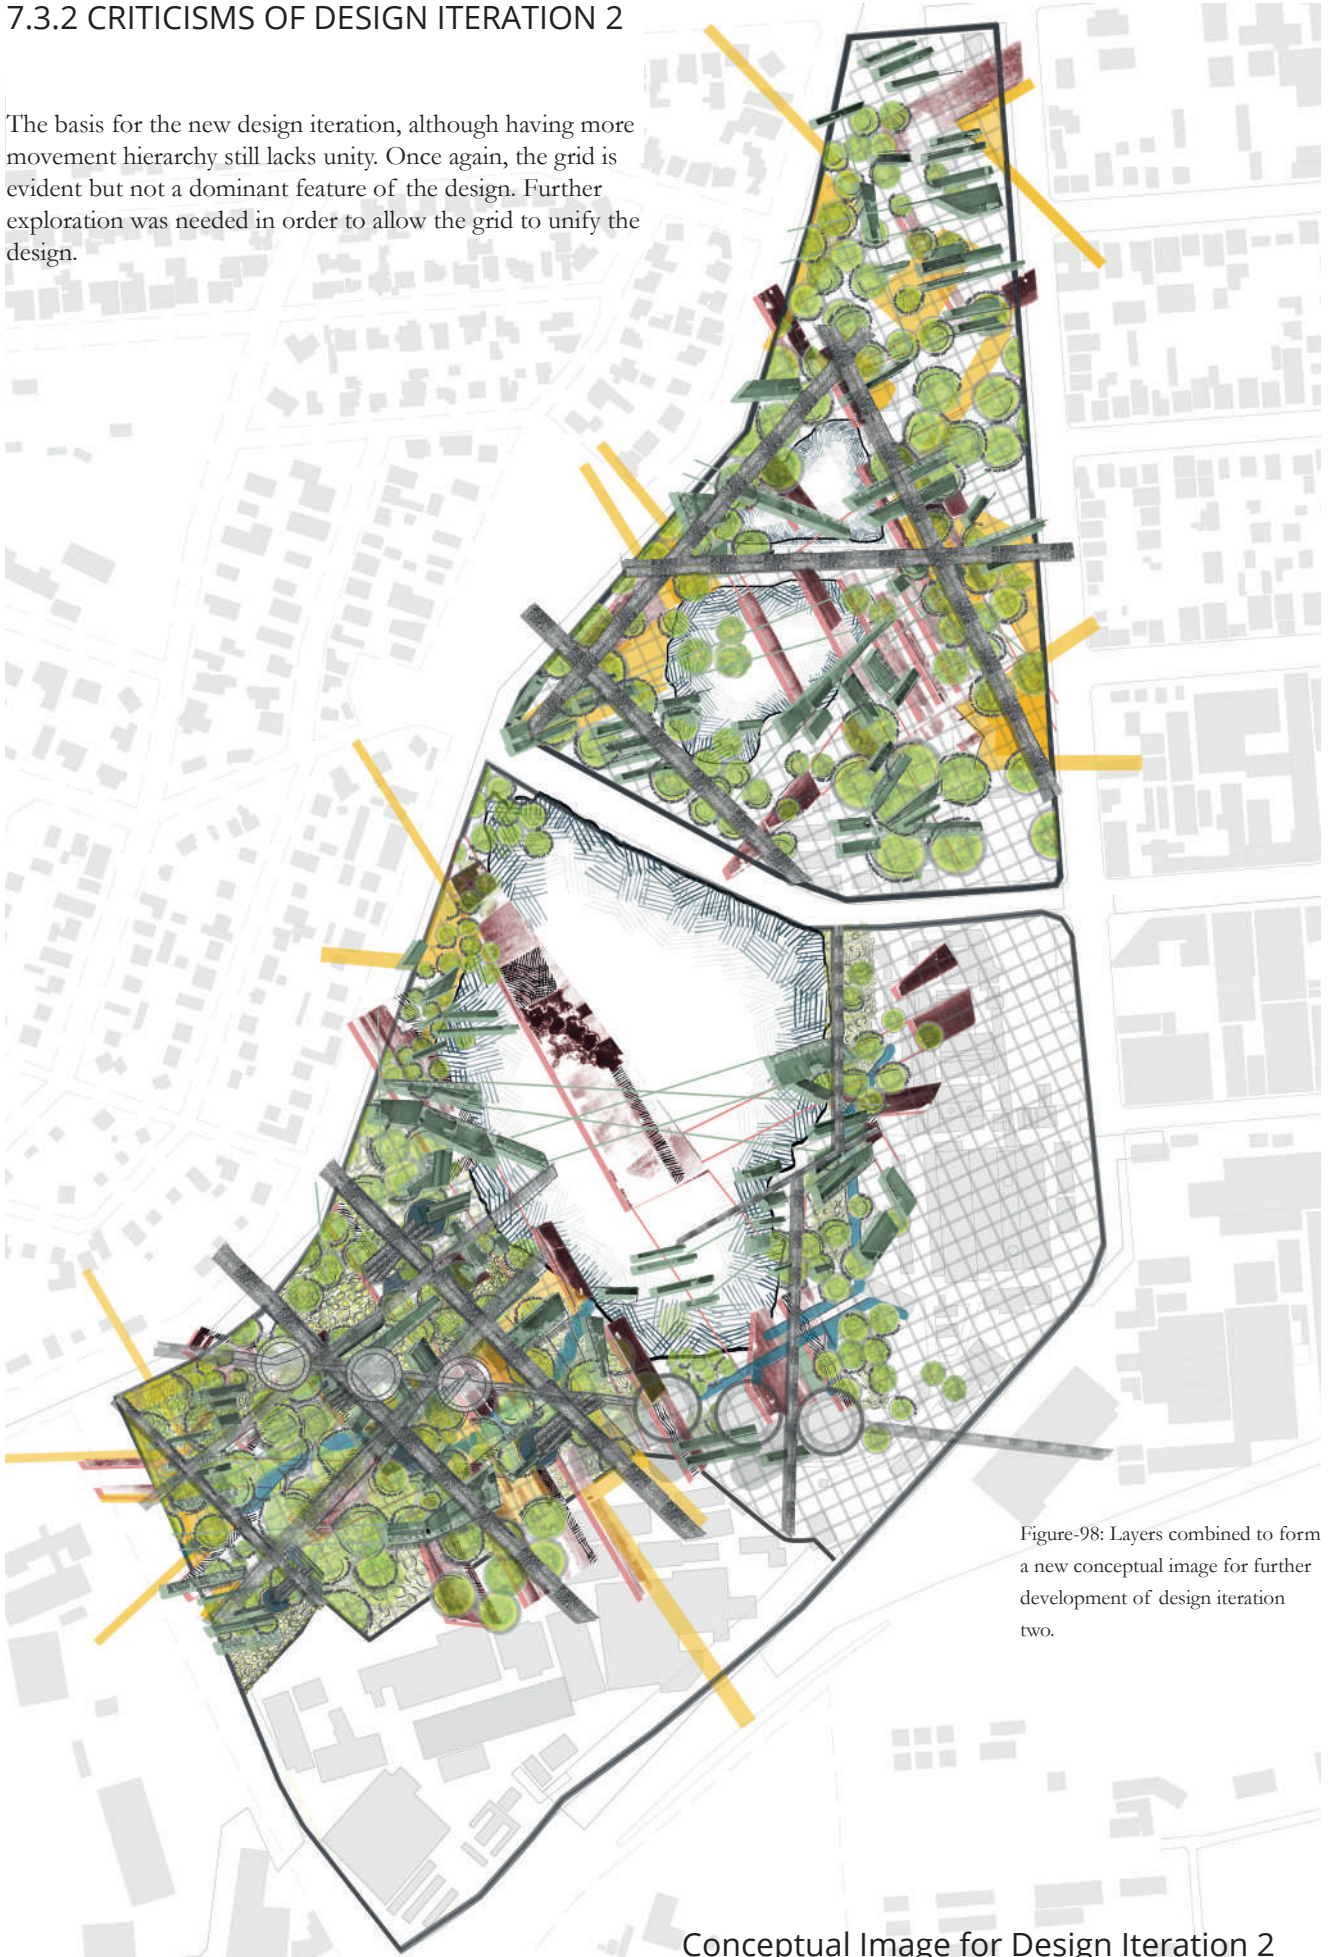 7.3.2 CRITICISMS OF DESIGN ITERATION 2
The basis for the new design iteration, although having more
movement hierarchy still lacks unity. Once again, the grid is
evident but not a dominant feature of the design. Further
exploration was needed in order to allow the grid to unify the
design.
Figure-98: Layers combined to form
a new conceptual image for further
development of design iteration
two.
Conceptual Image for Design Iteration 2